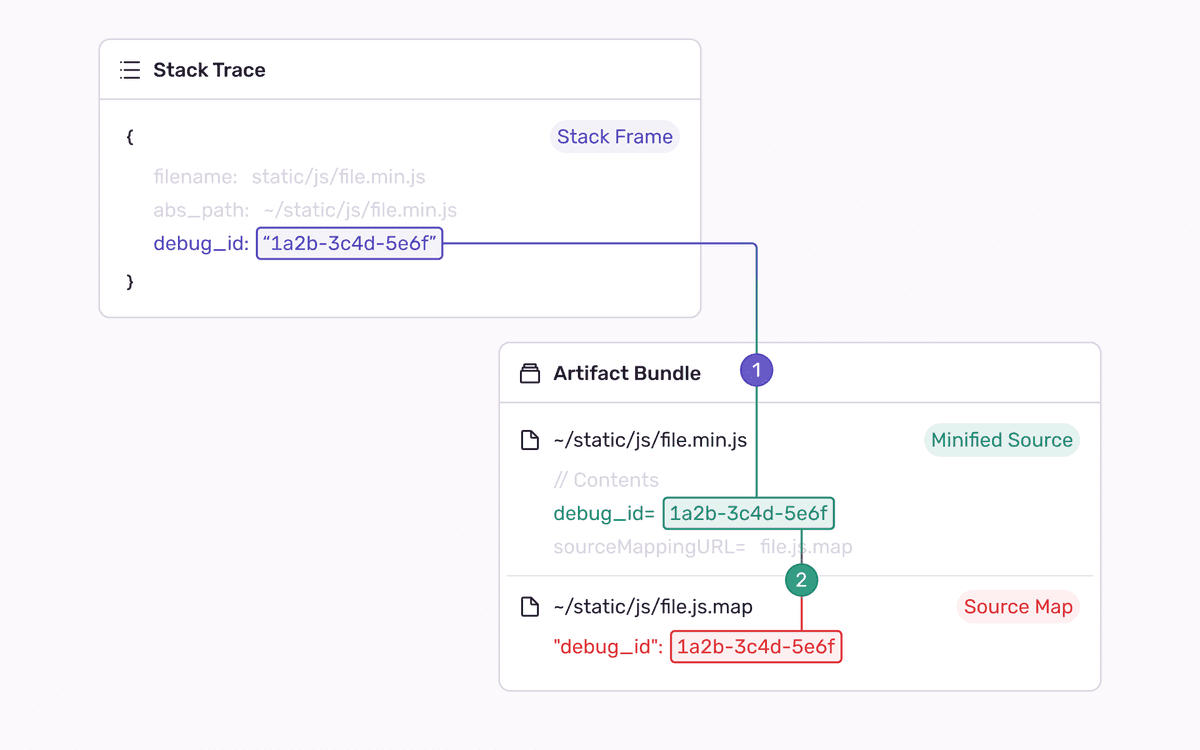 Stack Trace
{
Stack Frame
filename: static/js/file.min.js
abs_path: ~/static/js/file.min.js
debug_id: “1a2b-3c4d-5e6f”
}
Artifact Bundle
1
~/static/js/file.min.js
Minified Source
// Contents
debug_id= 1a2b-3c4d-5e6f
sourceMappingURL= file.js.map
2
~/static/js/file.js.map
Source Map
"debug_id": 1a2b-3c4d-5e6f